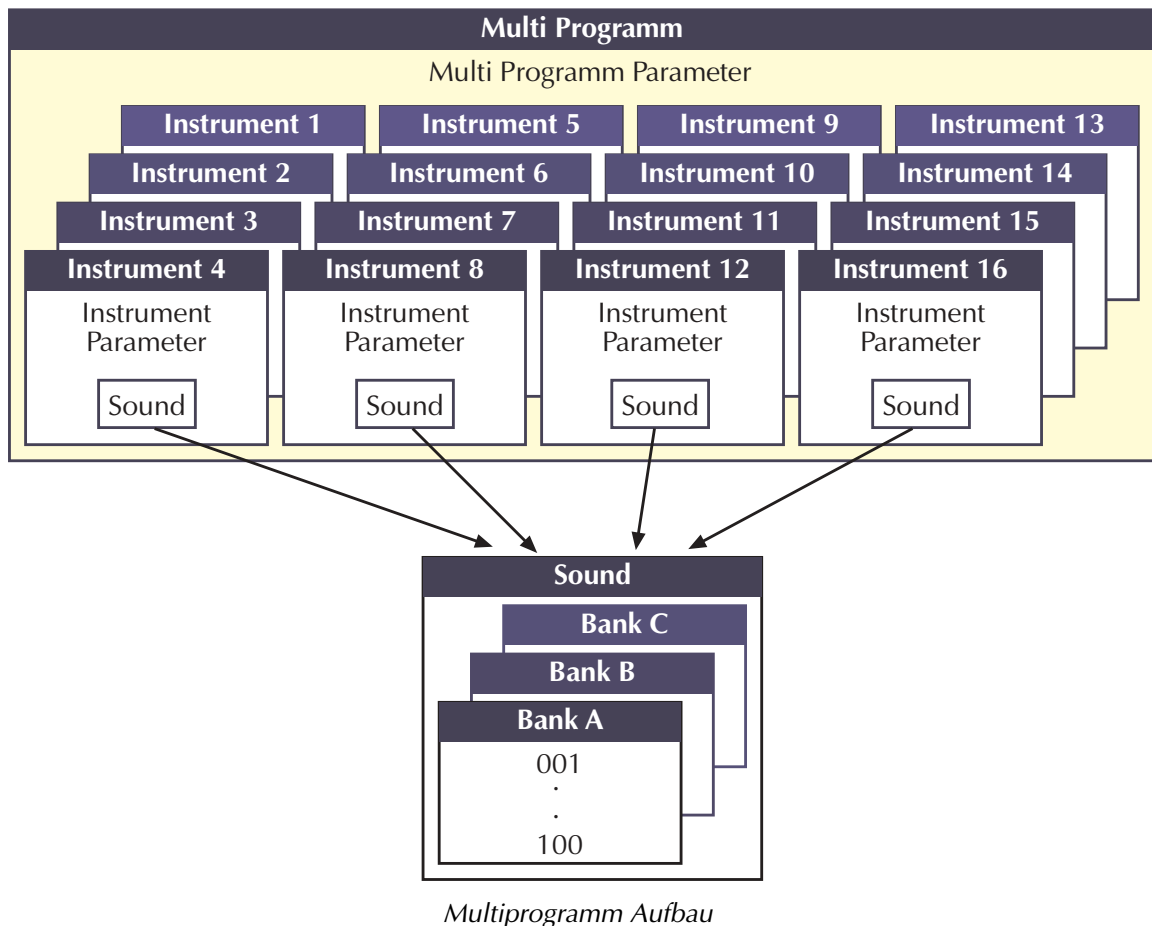 Multi Programm
Multi Programm Parameter
Instrument 1 Instrument 5 Instrument 9 Instrument 13
Instrument 2 Instrument 6 Instrument 10 Instrument 14
Instrument 3 Instrument 7 Instrument 11 Instrument 15
Instrument 4 Instrument 8 Instrument 12 Instrument 16
Instrument Instrument Instrument Instrument
Parameter Parameter Parameter Parameter
Sound Sound Sound Sound
Sound
Bank C
Bank B
Bank A
001
.
.
100
Multiprogramm Aufbau